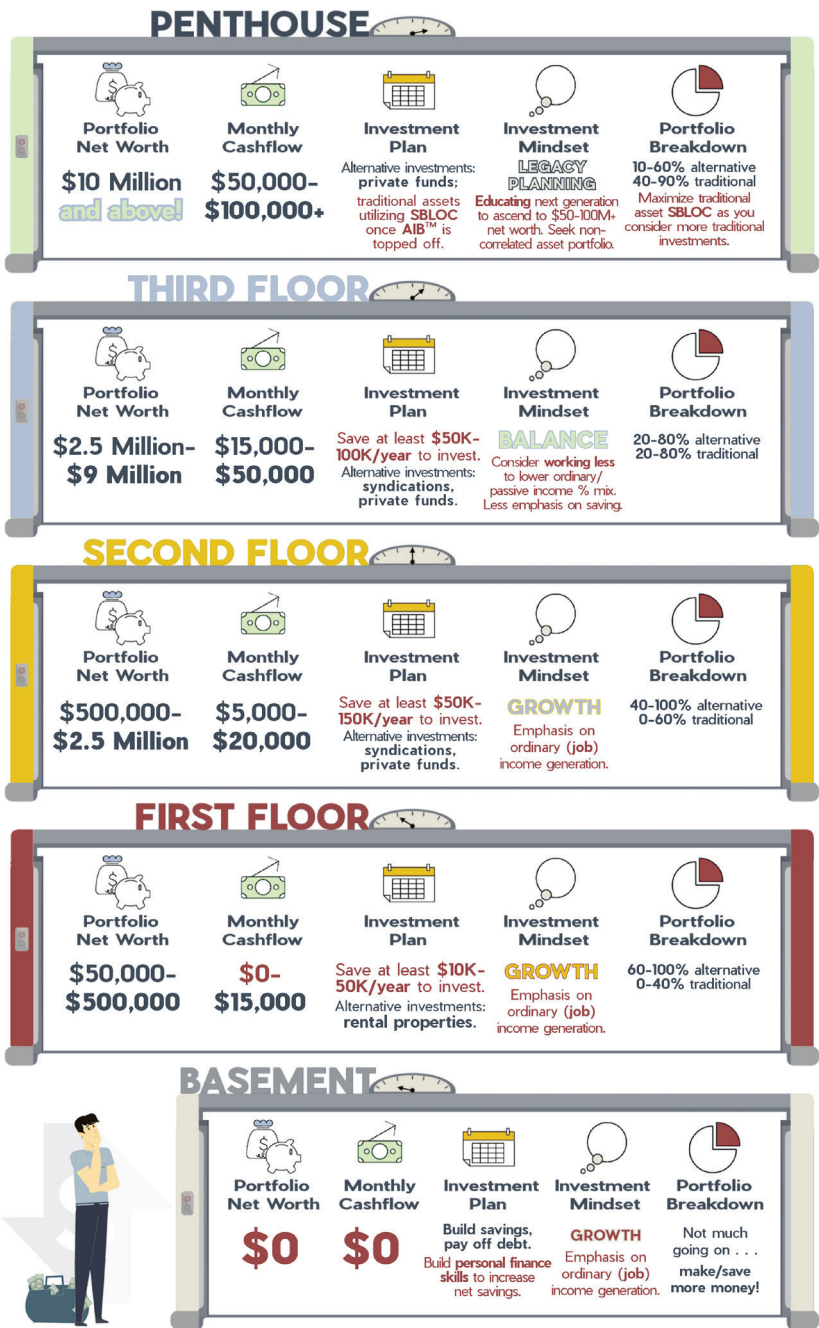 PENTHOUSE
Portfolio
Net Worth
$10 Million
and above!
Monthly
Cashflow
$50,000-
$100,000+
Investment
Plan
Alternative investments:
private funds;
traditional assets
utilizing SBLOC
once AIB™ is
topped off.
Investment
Mindset
LEGACY
PLANNING
Educating next generation
to ascend to $50-100M+
net worth. Seek non-
correlated asset portfolio.
Portfolio
Breakdown
10-60% alternative
40-90% traditional
Maximize traditional
asset SBLOC as you
consider more traditional
investments.
THIRD FLOOR
Portfolio
Net Worth
$2.5 Million-
$9 Million
Monthly
Cashflow
$15,000-
$50,000
Investment
Plan
Save at least $50K-
100K/year to invest.
Alternative investments:
syndications,
private funds.
Investment
Mindset
BALANCE
Consider working less
to lower ordinary/
passive income % mix.
Less emphasis on saving.
Portfolio
Breakdown
20-80% alternative
20-80% traditional
SECOND FLOOR
Portfolio
Net Worth
$500,000-
$2.5 Million
Monthly
Cashflow
$5,000-
$20,000
Investment
Plan
Save at least $50K-
150K/year to invest.
Alternative investments:
syndications,
private funds.
Investment
Mindset
GROWTH
Emphasis on
ordinary (job)
income generation.
Portfolio
Breakdown
40-100% alternative
0-60% traditional
FIRST FLOOR
Portfolio
Net Worth
$50,000-
$500,000
Monthly
Cashflow
$0-
$15,000
Investment
Plan
Save at least $10K-
50K/year to invest.
Alternative investments:
rental properties.
Investment
Mindset
GROWTH
Emphasis on
ordinary (job)
income generation.
Portfolio
Breakdown
60-100% alternative
0-40% traditional
BASEMENT
Portfolio
Net Worth
$0
Monthly
Cashflow
$0
Investment
Plan
Build savings,
pay off debt.
Build personal finance
skills to increase
net savings.
Investment
Mindset
GROWTH
Emphasis on
ordinary (job)
income generation.
Portfolio
Breakdown
Not much
going on . . .
make/save
more money!